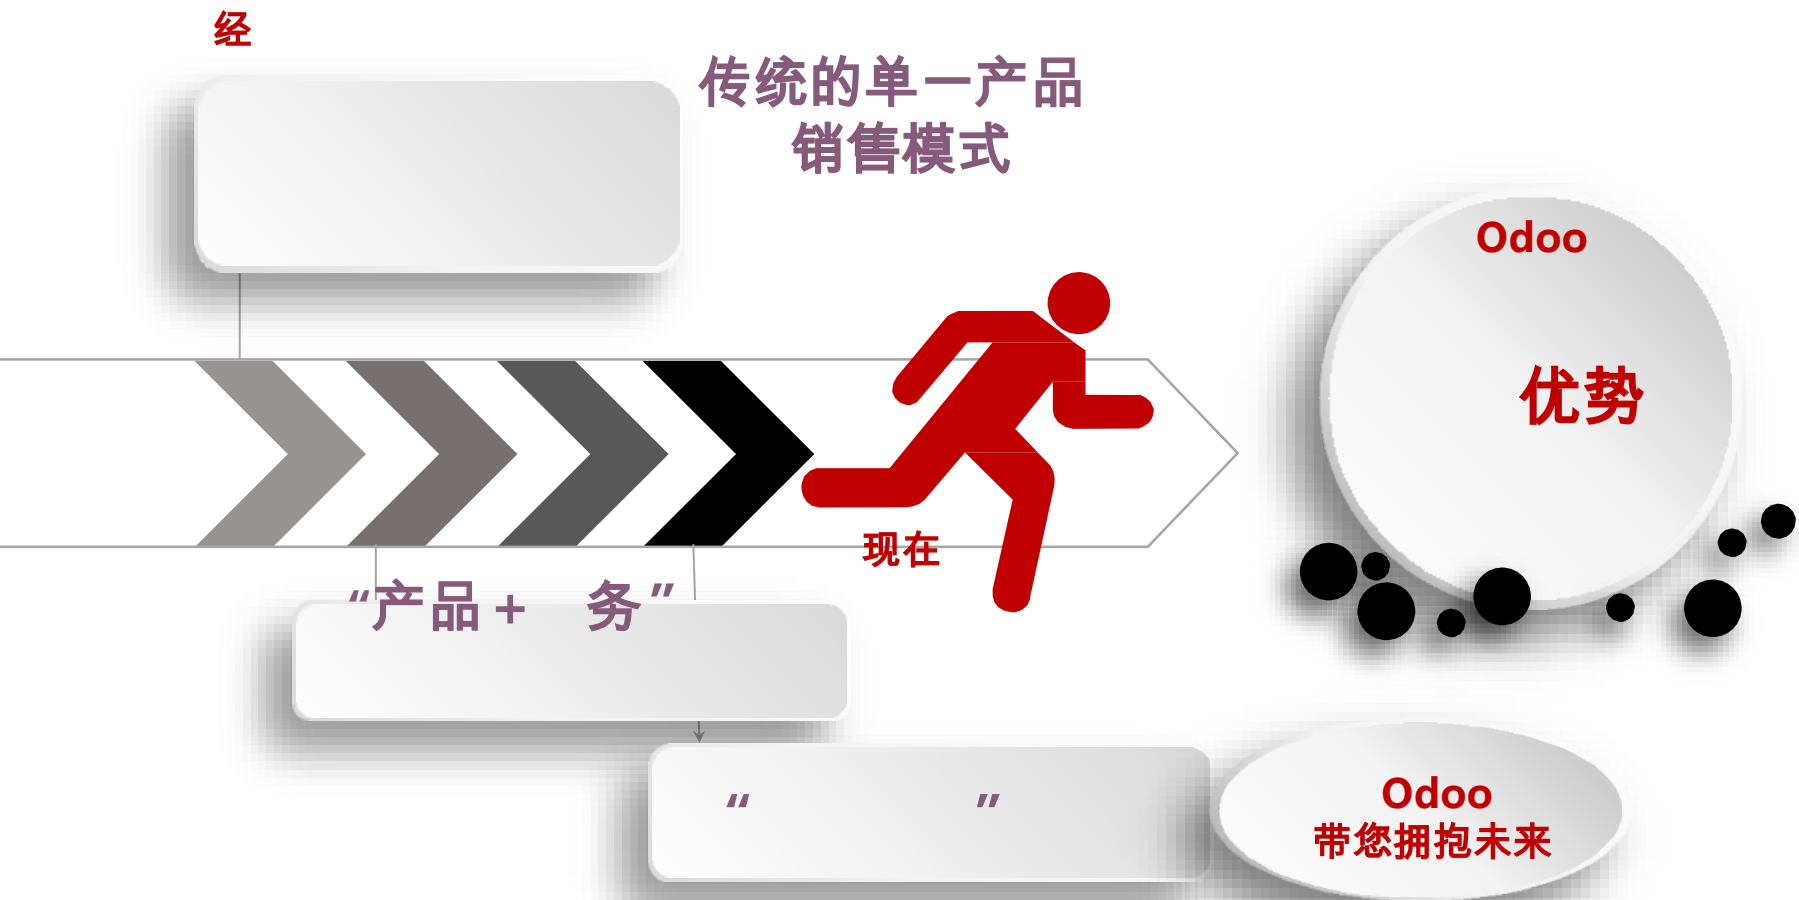 经
传统的单一产品
销售模式
Odoo
优势
现在
“产品+ 务”
“ ”
Odoo
带您拥抱未来